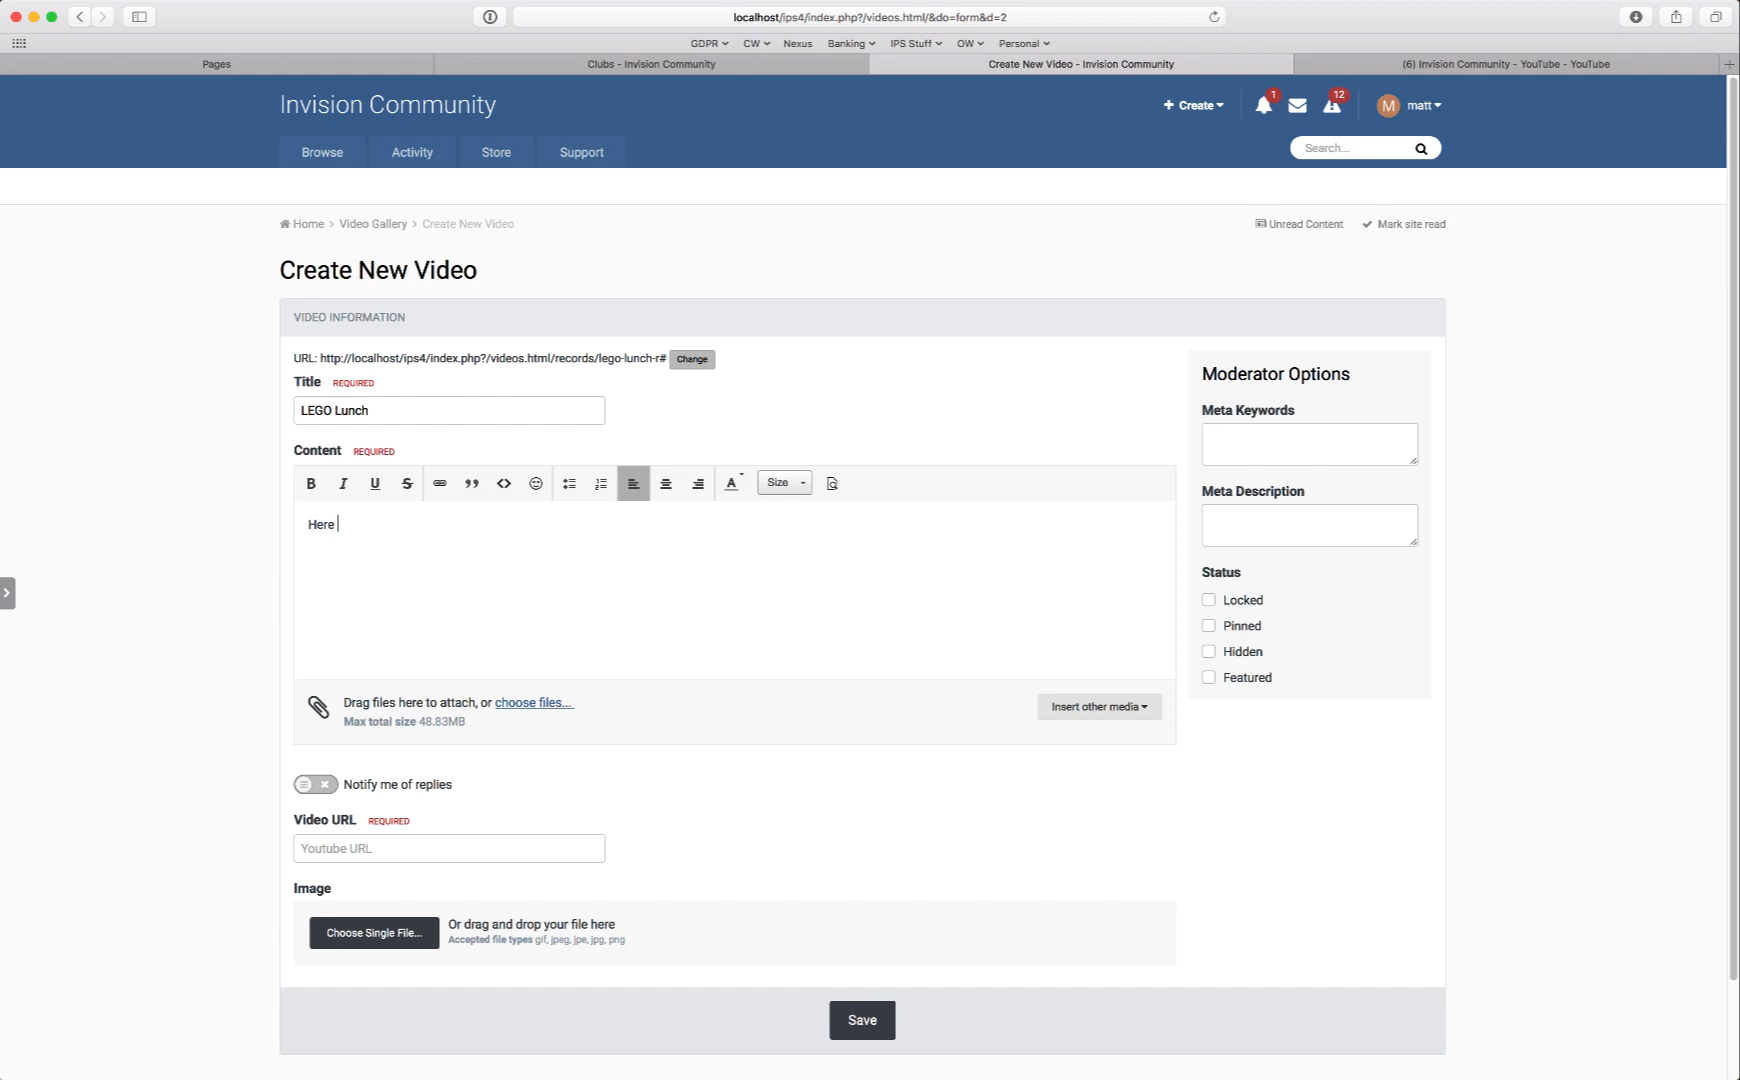 localhost/ips4/index.php?/videos.html/&do=form&d=2
GDPR CW Nexus Banking IPS Stuff OW Personal
Pages
Clubs - Invision Community
Create New Video - Invision Community
(6) Invision Community - YouTube - YouTube
Invision Community
Create
1
12
M
matt
Browse
Activity
Store
Support
Search...
Home > Video Gallery > Create New Video
Unread Content
Mark site read
Create New Video
VIDEO INFORMATION
URL: http://localhost/ips4/index.php?/videos.html/records/lego-lunch-r# Change
Title REQUIRED
LEGO Lunch
Content REQUIRED
B I U S A Size
Here
Drag files here to attach, or choose files...
Max total size 48.83MB
Insert other media
Notify me of replies
Video URL REQUIRED
Youtube URL
Image
Choose Single File...
Or drag and drop your file here
Accepted file types gif, jpeg, jpe, jpg, png
Save
Moderator Options
Meta Keywords
Meta Description
Status
Locked
Pinned
Hidden
Featured